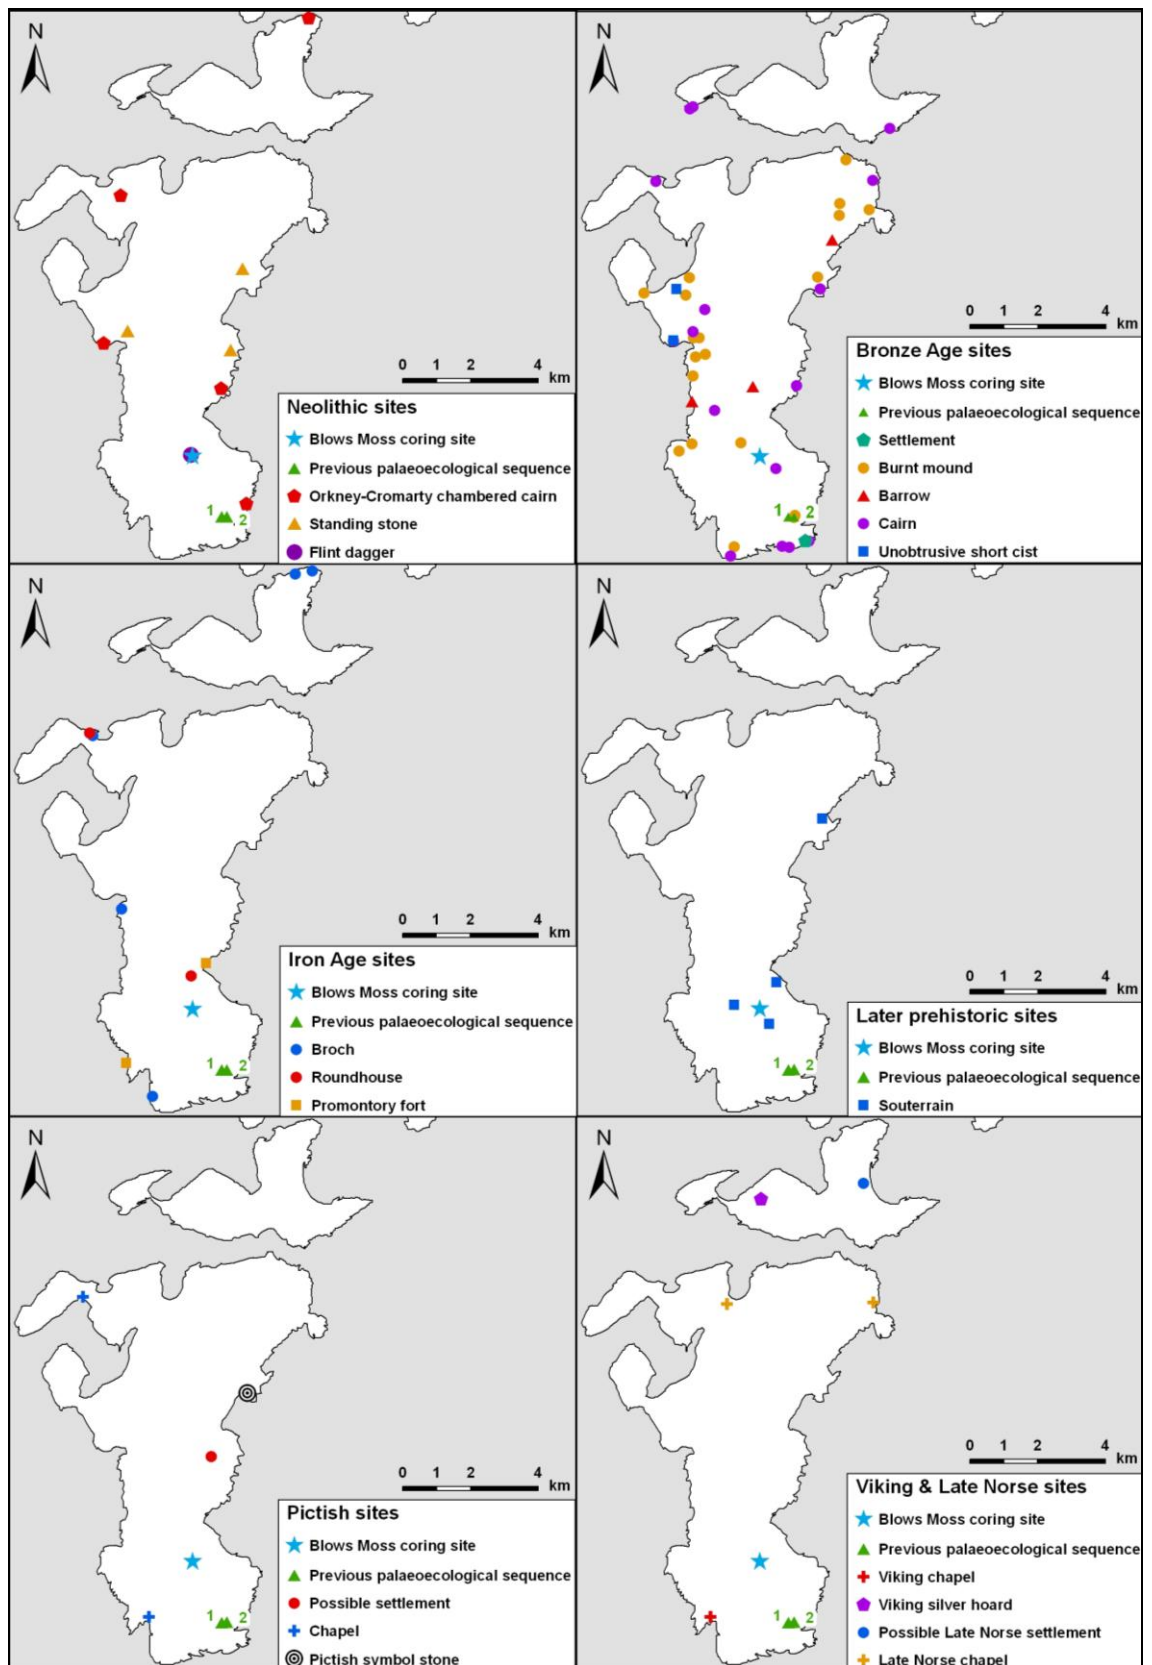 N
0 1 2 4
km
Neolithic sites
Blows Moss coring site
Previous palaeoecological sequence
Orkney-Cromarty chambered cairn
Standing stone
Flint dagger
1 2
N
0 1 2 4
km
Bronze Age sites
Blows Moss coring site
Previous palaeoecological sequence
Settlement
Burnt mound
Barrow
Cairn
Unobtrusive short cist
1 2
N
0 1 2 4
km
Iron Age sites
Blows Moss coring site
Previous palaeoecological sequence
Broch
Roundhouse
Promontory fort
1 2
N
0 1 2 4
km
Later prehistoric sites
Blows Moss coring site
Previous palaeoecological sequence
Souterrain
1 2
N
0 1 2 4
km
Pictish sites
Blows Moss coring site
Previous palaeoecological sequence
Possible settlement
Chapel
Pictish symbol stone
1 2
N
0 1 2 4
km
Viking & Late Norse sites
Blows Moss coring site
Previous palaeoecological sequence
Viking chapel
Viking silver hoard
Possible Late Norse settlement
Late Norse chapel
1 2